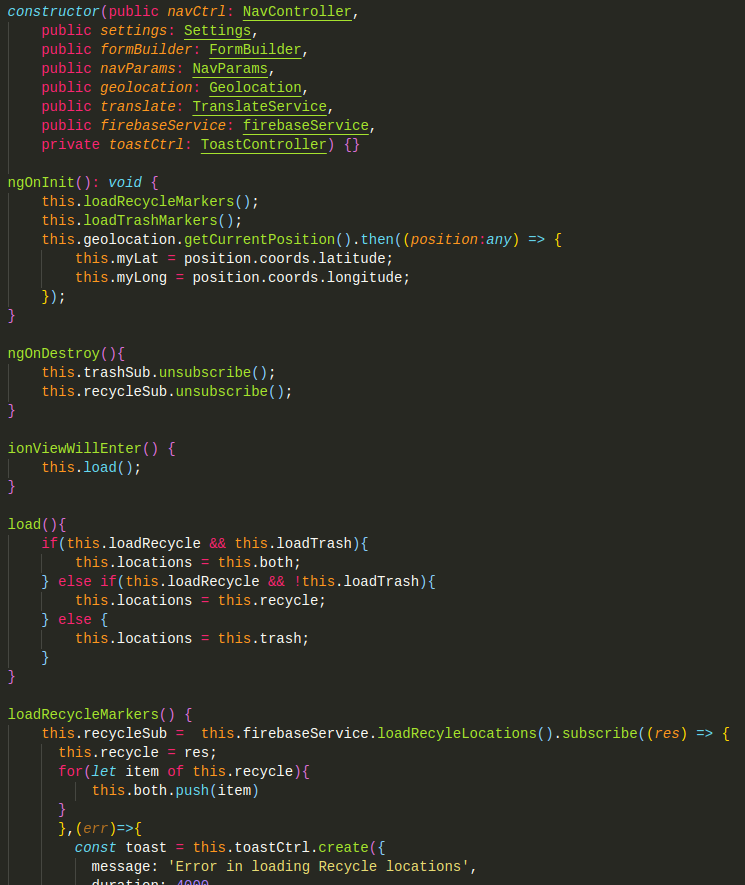 constructor(public navCtrl: NavController,
public settings: Settings,
public formBuilder: FormBuilder,
public navParams: NavParams,
public geolocation: Geolocation,
public translate: TranslateService,
public firebaseService: firebaseService,
private toastCtrl: ToastController) {}
ngOnInit(): void {
this.loadRecycleMarkers();
this.loadTrashMarkers();
this.geolocation.getCurrentPosition().then((position:any) => {
this.myLat = position.coords.latitude;
this.myLong = position.coords.longitude;
});
}
ngOnDestroy(){
this.trashSub.unsubscribe();
this.recycleSub.unsubscribe();
}
ionViewWillEnter() {
this.load();
}
load(){
if(this.loadRecycle && this.loadTrash){
this.locations = this.both;
} else if(this.loadRecycle && !this.loadTrash){
this.locations = this.recycle;
} else {
this.locations = this.trash;
}
}
loadRecycleMarkers() {
this.recycleSub =  this.firebaseService.loadRecyleLocations().subscribe((res) => {
this.recycle = res;
for(let item of this.recycle){
this.both.push(item)
}
},(err)=>{
const toast = this.toastCtrl.create({
message: 'Error in loading Recycle locations',
duration: 4000